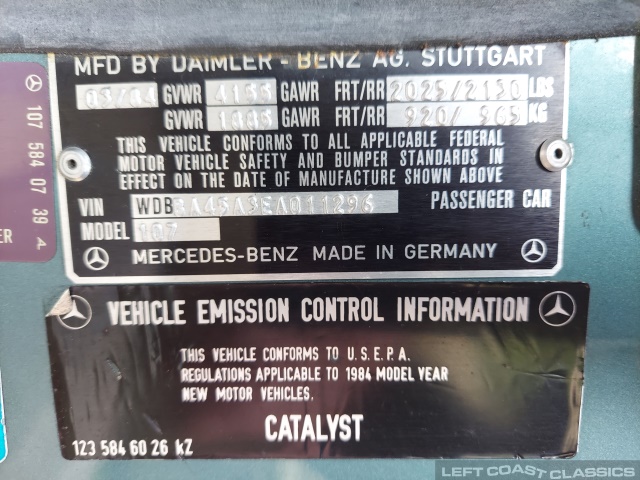 MFD BY DAIMLER-BENZ AG. STUTTGART
03/84 GVWR 4155 GAWR FRT/RR 2025/2130 LBS
GVWR 1885 GAWR FRT/RR 920/ 965 KG
THIS VEHICLE CONFORMS TO ALL APPLICABLE FEDERAL
MOTOR VEHICLE SAFETY AND BUMPER STANDARDS IN
EFFECT ON THE DATE OF MANUFACTURE SHOWN ABOVE
VIN WDBBA45A3EA011296 PASSENGER CAR
MODEL 107
MERCEDES-BENZ MADE IN GERMANY
107 584 07 39
VEHICLE EMISSION CONTROL INFORMATION
THIS VEHICLE CONFORMS TO U.S.E.P.A.
REGULATIONS APPLICABLE TO 1984 MODEL YEAR
NEW MOTOR VEHICLES.
CATALYST
123 584 60 26 kZ
LEFT COAST CLASSICS